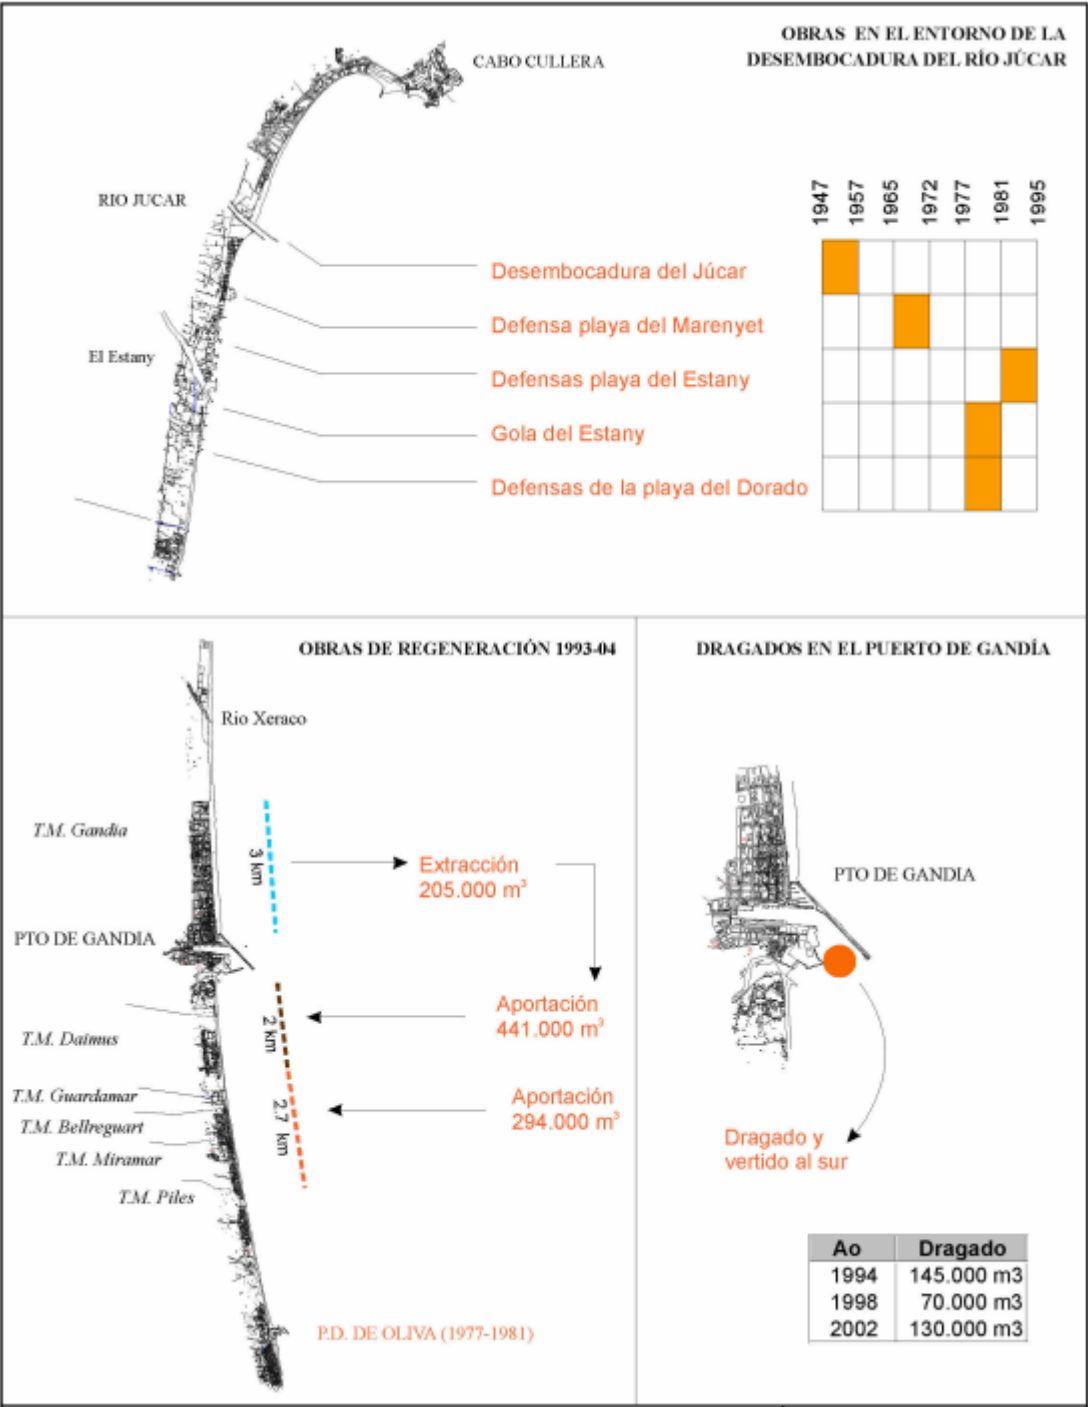 OBRAS EN EL ENTORNO DE LA
DESEMBOCADURA DEL RÍO JÚCAR
CABO CULLERA
RIO JUCAR
El Estany
1947
1957
1965
1972
1977
1981
1995
Desembocadura del Júcar
Defensa playa del Marenyet
Defensas playa del Estany
Gola del Estany
Defensas de la playa del Dorado
OBRAS DE REGENERACIÓN 1993-04
Rio Xeraco
T.M. Gandia
3 km
Extracción
205.000 m³
PTO DE GANDIA
Aportación
441.000 m³
2 km
T.M. Daimus
Aportación
294.000 m³
2.7 km
T.M. Guardamar
T.M. Bellreguart
T.M. Miramar
T.M. Piles
P.D. DE OLIVA (1977-1981)
DRAGADOS EN EL PUERTO DE GANDÍA
PTO DE GANDIA
Dragado y
vertido al sur
Ao Dragado
1994 145.000 m3
1998 70.000 m3
2002 130.000 m3